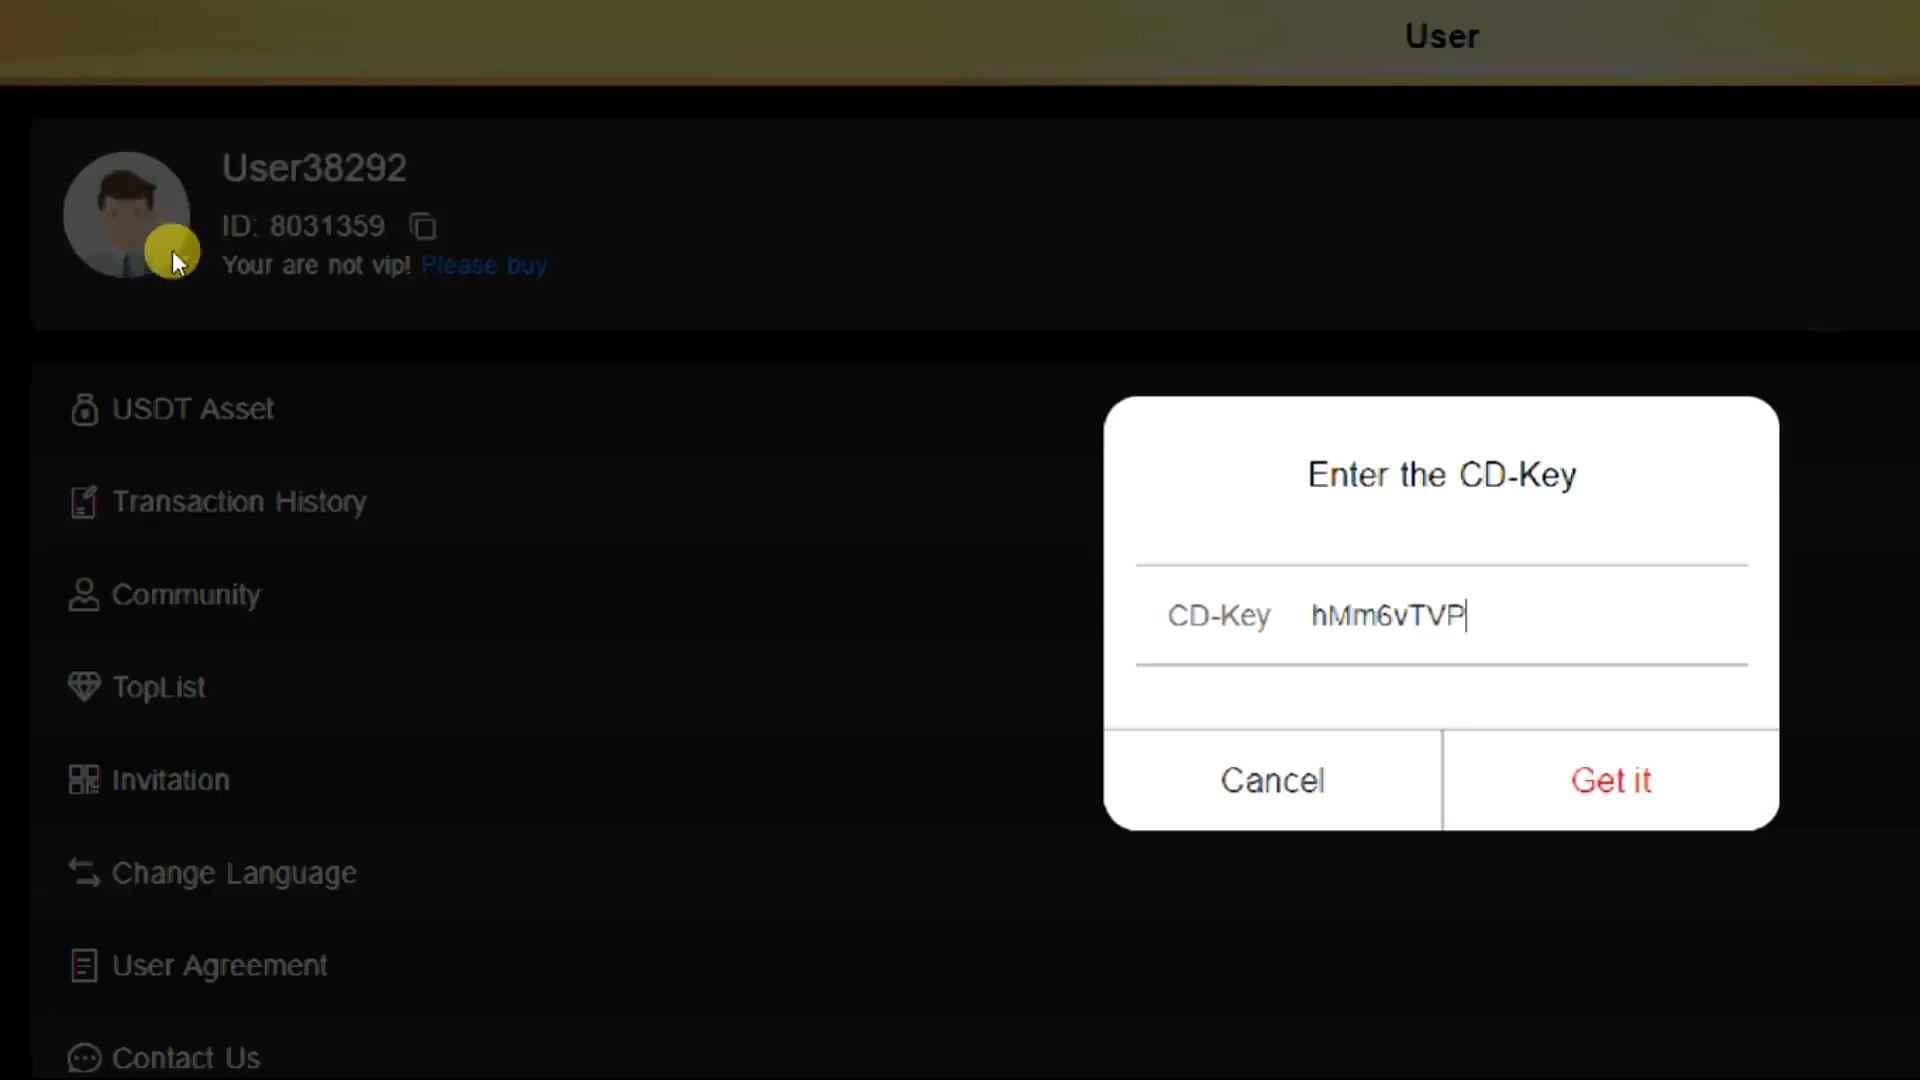 User
User38292
ID: 8031359
Your are not vip! Please buy
USDT Asset
Transaction History
Community
TopList
Invitation
Change Language
User Agreement
Contact Us
Enter the CD-Key
CD-Key hMm6vTVP
Cancel
Get it